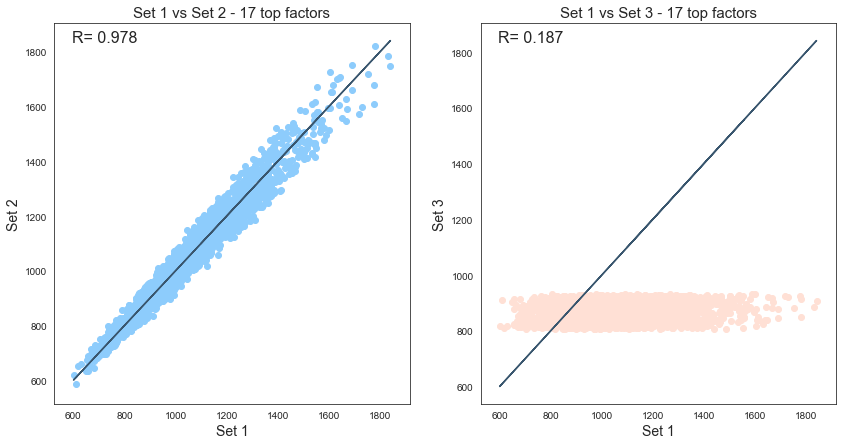 Set 1 vs Set 2 - 17 top factors
R= 0.978
1800
1600
1400
1200
1000
800
600
Set 2
600 800 1000 1200 1400 1600 1800
Set 1
Set 1 vs Set 3 - 17 top factors
R= 0.187
1800
1600
1400
1200
1000
800
600
Set 3
600 800 1000 1200 1400 1600 1800
Set 1